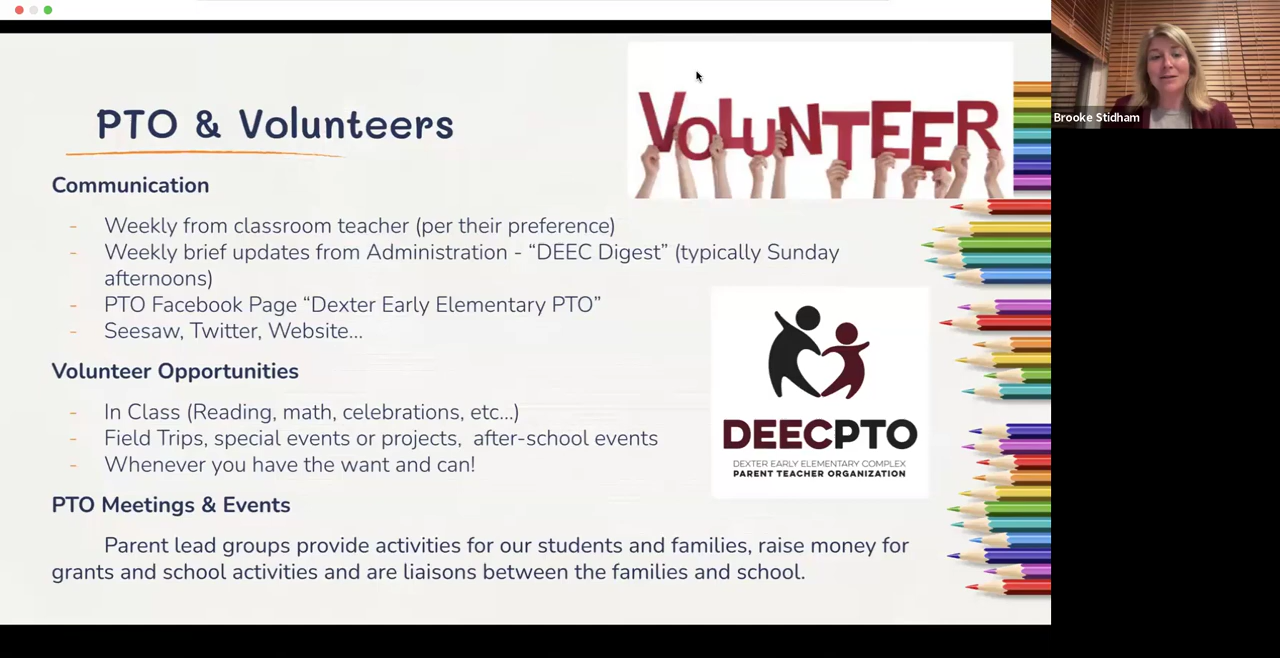 PTO & Volunteers
VOLUNTEER
Brooke Stidham
Communication
- Weekly from classroom teacher (per their preference)
- Weekly brief updates from Administration - “DEEC Digest” (typically Sunday
afternoons)
- PTO Facebook Page “Dexter Early Elementary PTO”
- Seesaw, Twitter, Website...
Volunteer Opportunities
- In Class (Reading, math, celebrations, etc...)
- Field Trips, special events or projects, after-school events
- Whenever you have the want and can!
DEECPTO
DEXTER EARLY ELEMENTARY COMPLEX
PARENT TEACHER ORGANIZATION
PTO Meetings & Events
Parent lead groups provide activities for our students and families, raise money for
grants and school activities and are liaisons between the families and school.